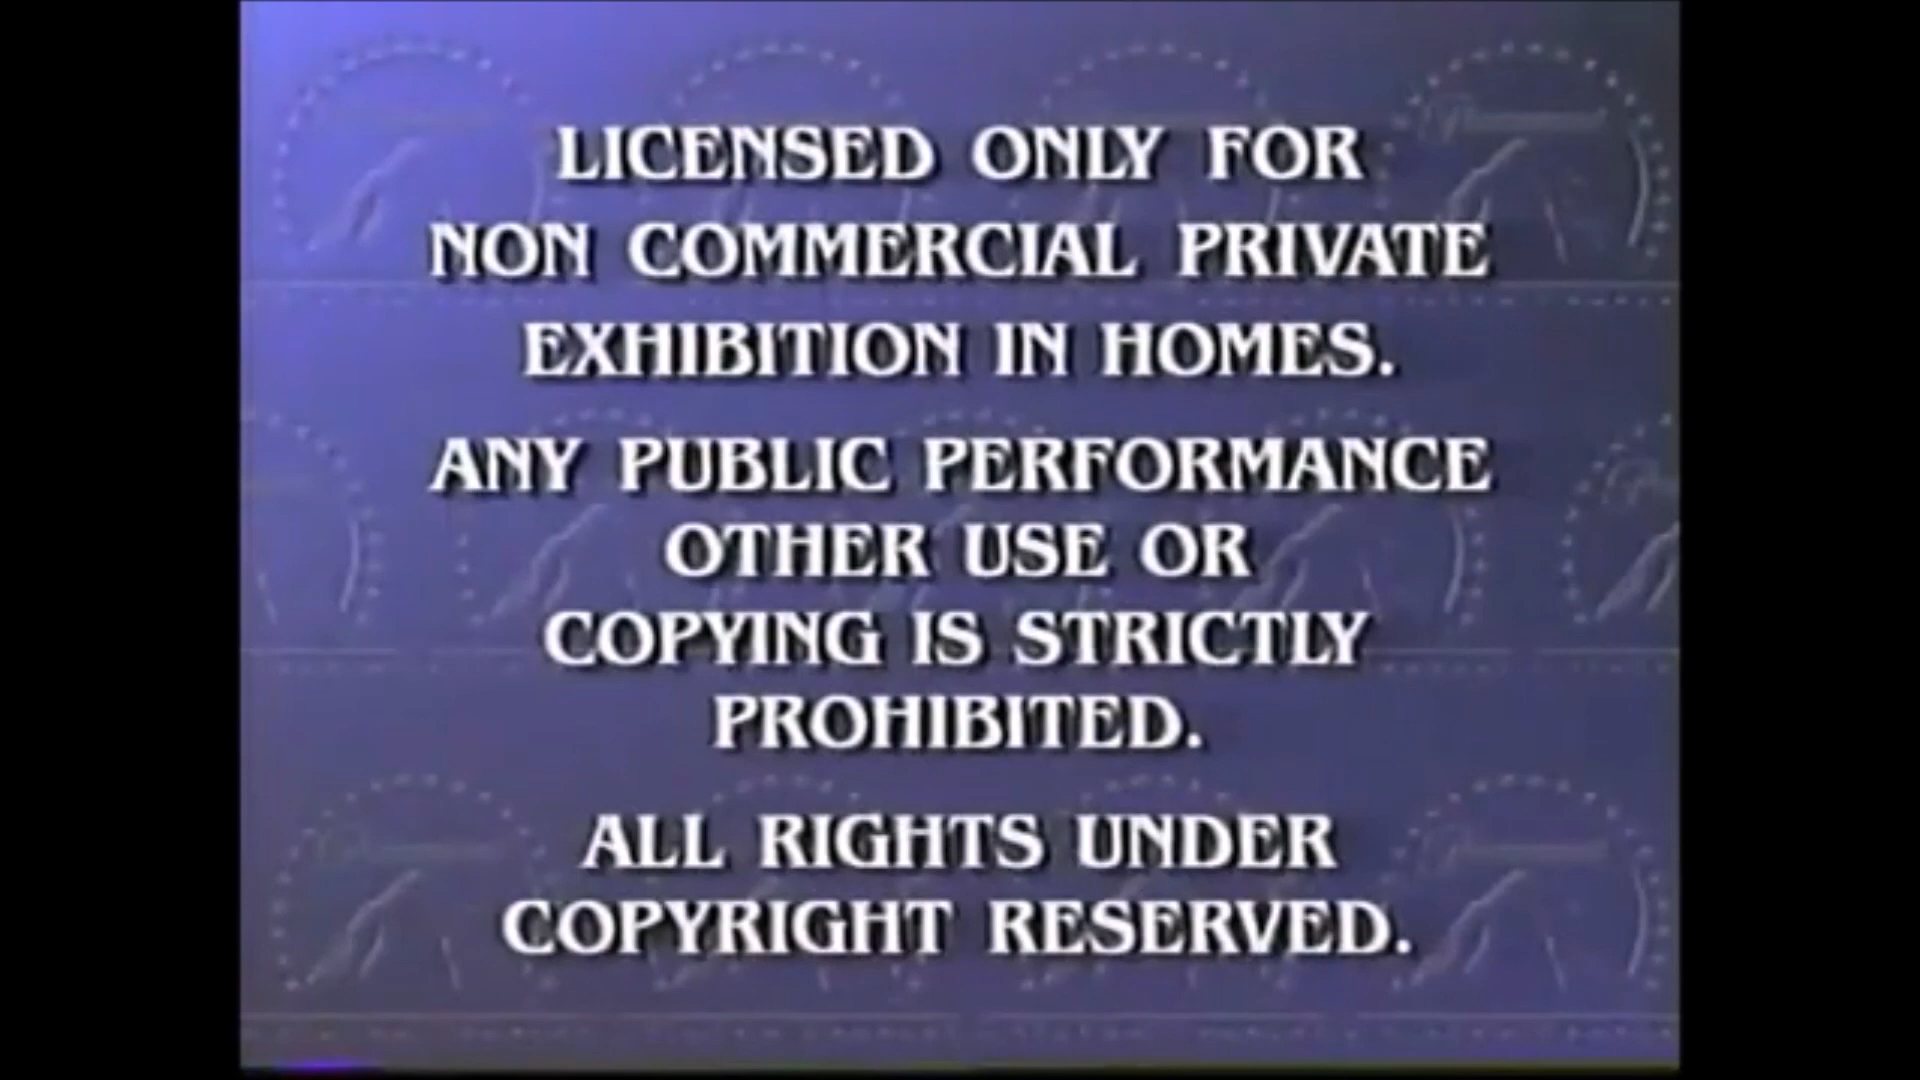 LICENSED ONLY FOR
NON COMMERCIAL PRIVATE
EXHIBITION IN HOMES.
ANY PUBLIC PERFORMANCE
OTHER USE OR
COPYING IS STRICTLY
PROHIBITED.
ALL RIGHTS UNDER
COPYRIGHT RESERVED.